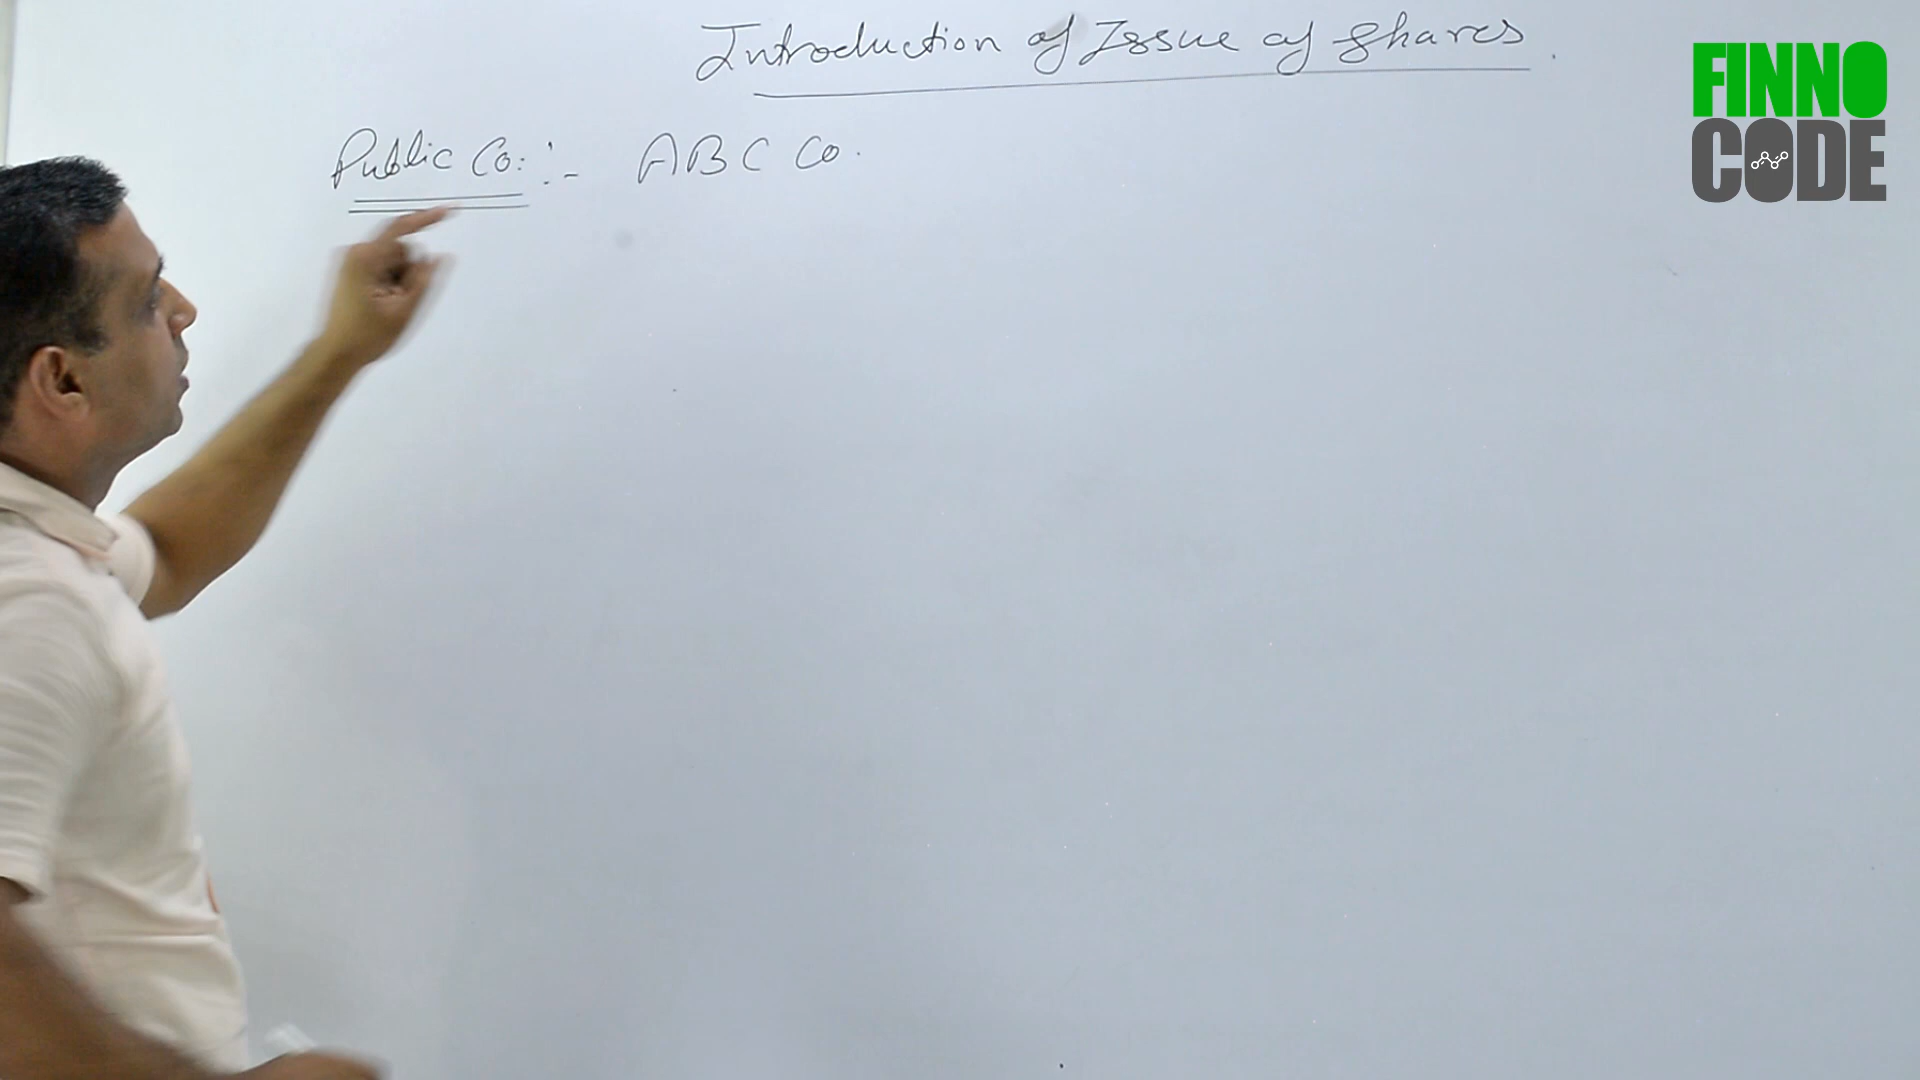 Introduction of Issue of Shares.
Public Co. :- ABC Co.
FINNO
CODE